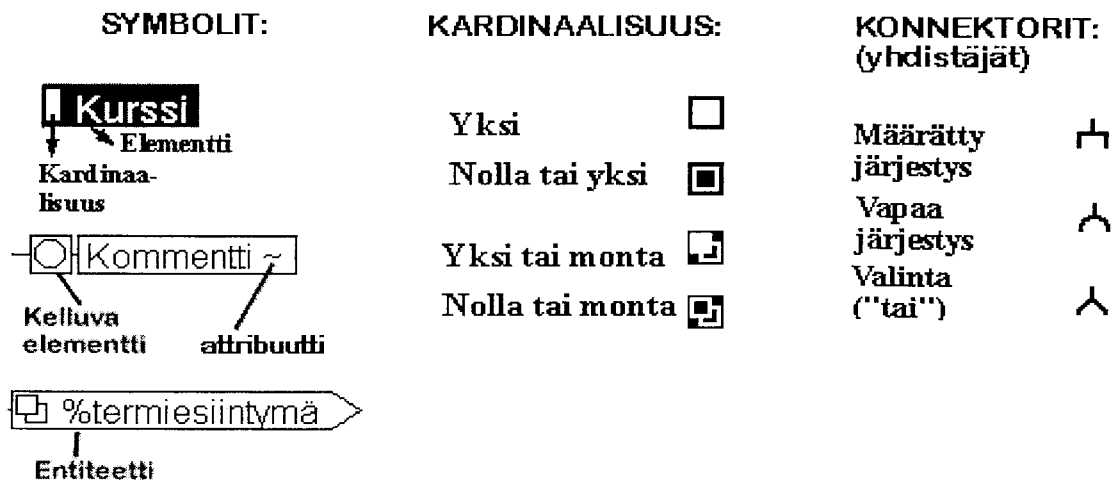 SYMBOLIT:
Kurssi
Elementti
Kardinaa-
lisuus
Kommentti ~
Kelluva
elementti
attribuutti
%termiesiintymä
Entiteetti
KARDINAALISUUS:
Yksi
Nolla tai yksi
Yksi tai monta
Nolla tai monta
KONNEKTORIT:
(yhdistäjät)
Määrätty
järjestys
Vapaa
järjestys
Valinta
("tai")